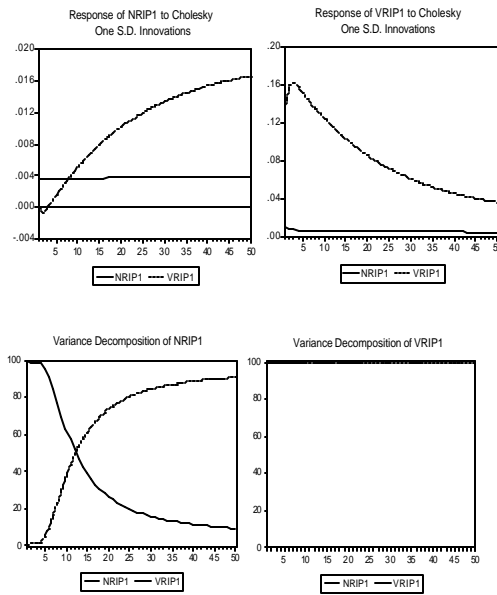 Response of NRIP1 to Cholesky
One S.D. Innovations
.020
.016
.012
.008
.004
.000
-.004
5 10 15 20 25 30 35 40 45 50
NRIP1 VRIP1
Response of VRIP1 to Cholesky
One S.D. Innovations
.20
.16
.12
.08
.04
.00
5 10 15 20 25 30 35 40 45 50
NRIP1 VRIP1
Variance Decomposition of NRIP1
100
80
60
40
20
0
5 10 15 20 25 30 35 40 45 50
NRIP1 VRIP1
Variance Decomposition of VRIP1
100
80
60
40
20
0
5 10 15 20 25 30 35 40 45 50
NRIP1 VRIP1